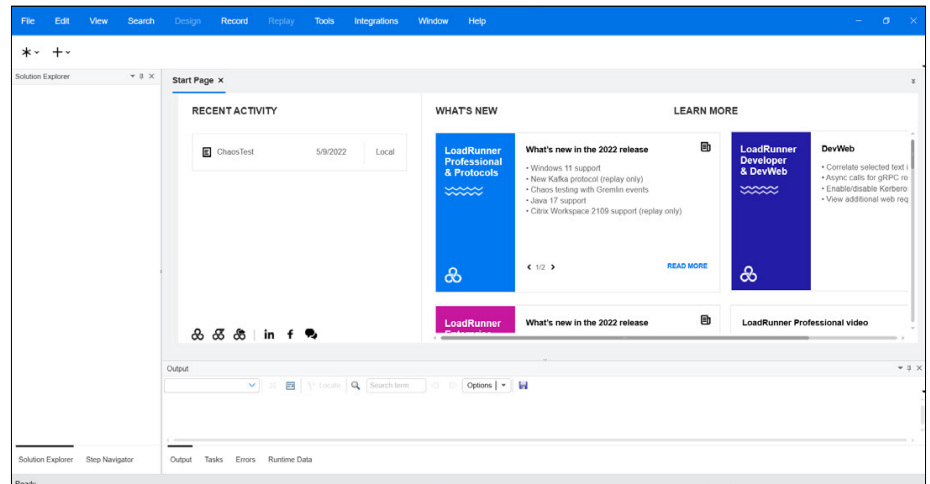 File Edit View Search Design Record Replay Tools Integrations Window Help
Solution Explorer
Start Page
RECENT ACTIVITY
ChaosTest 5/9/2022 Local
WHAT'S NEW
LEARN MORE
LoadRunner
Professional
& Protocols
What's new in the 2022 release
• Windows 11 support
• New Kafka protocol (replay only)
• Chaos testing with Gremlin events
• Java 17 support
• Citrix Workspace 2109 support (replay only)
1/2
READ MORE
LoadRunner
Developer
& DevWeb
DevWeb
• Correlate selected text i
• Async calls for gRPC re
• Enable/disable Kerbero
• View additional web req
LoadRunner
Enterprise
What's new in the 2022 release
LoadRunner Professional video
in f
Output
Locate Search term Options
Solution Explorer Step Navigator
Output Tasks Errors Runtime Data
Ready